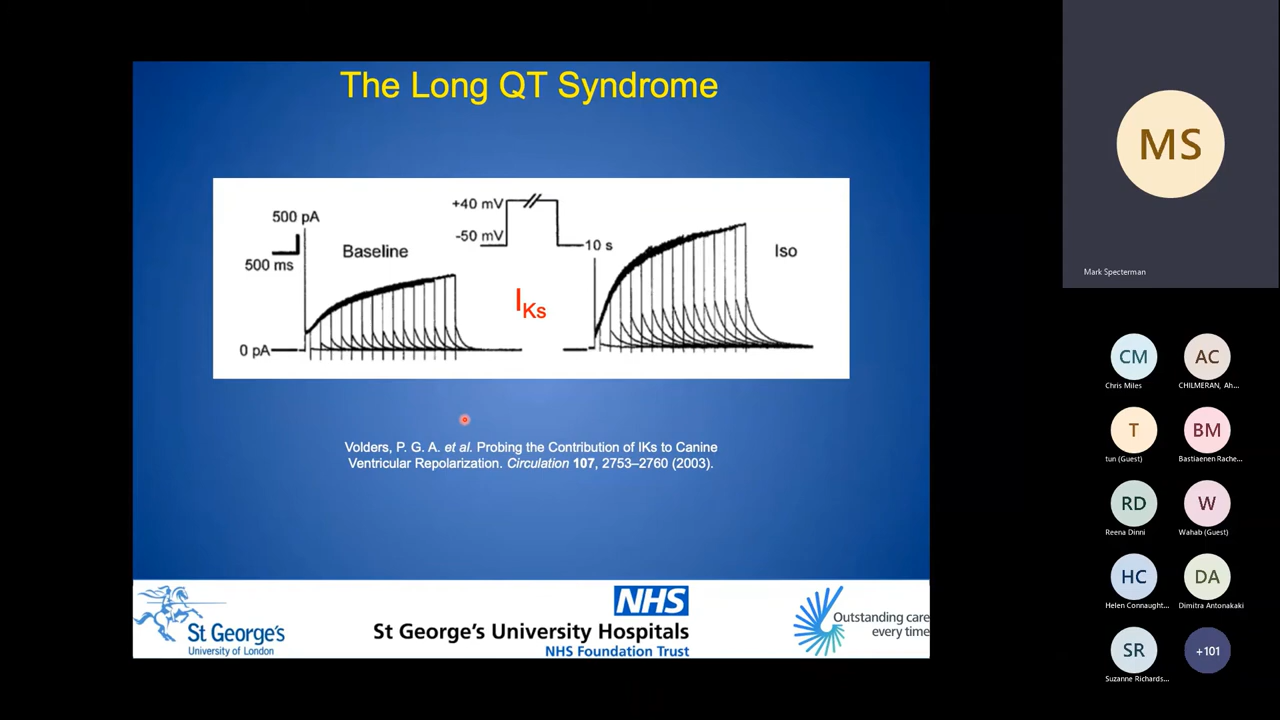 The Long QT Syndrome
500 pA
500 ms
Baseline
0 pA
+40 mV
-50 mV
10 s
IKs
Iso
Volders, P. G. A. et al. Probing the Contribution of IKs to Canine
Ventricular Repolarization. Circulation 107, 2753–2760 (2003).
St George's
University of London
NHS
St George's University Hospitals
NHS Foundation Trust
Outstanding care
every time
MS
Mark Specterman
CM
Chris Miles
AC
CHILMERAN, Ah...
T
tun (Guest)
BM
Bastiaenen Rache...
RD
Reena Dinni
W
Wahab (Guest)
HC
Helen Connaught...
DA
Dimitra Antonakaki
SR
Suzanne Richards...
+101